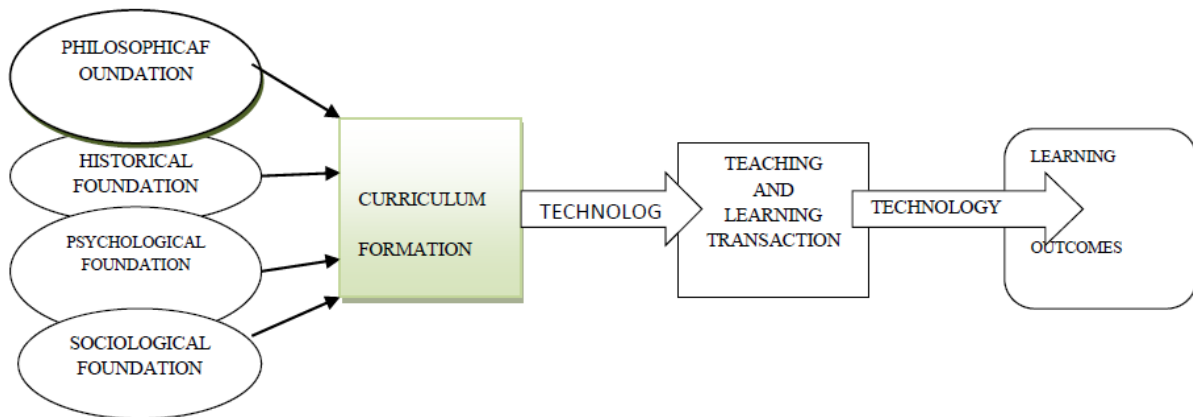 PHILOSOPHICAF
OUNDATION
HISTORICAL
FOUNDATION
PSYCHOLOGICAL
FOUNDATION
SOCIOLOGICAL
FOUNDATION
CURRICULUM
FORMATION
TECHNOLOG
TEACHING
AND
LEARNING
TRANSACTION
TECHNOLOGY
LEARNING
OUTCOMES